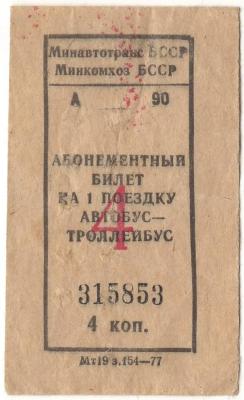 Минавтотранс БССР
Минкомхоз БССР
А 90
АБОНЕМЕНТНЫЙ
БИЛЕТ
НА 1 ПОЕЗДКУ
АВТОБУС—
ТРОЛЛЕЙБУС
4
315853
4 коп.
Мт19 з.154—77